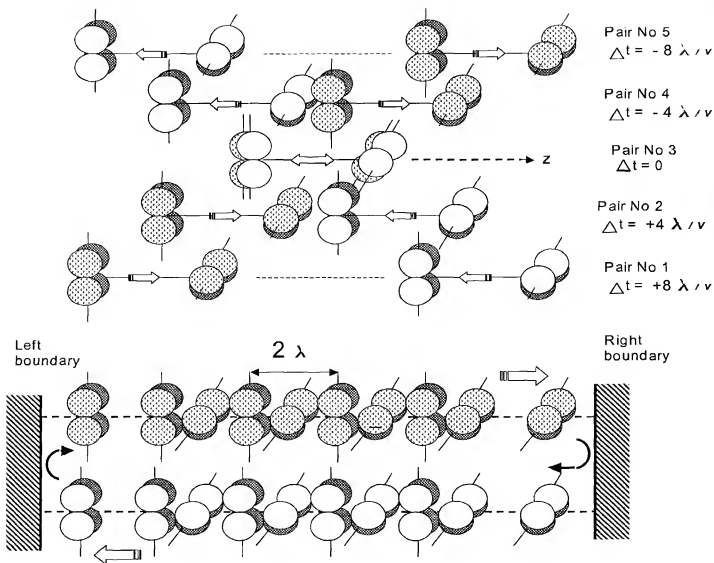 Pair No 5
△t = - 8 λ / v
Pair No 4
△t = - 4 λ / v
Pair No 3
△t = 0
z
Pair No 2
△t = +4 λ / v
Pair No 1
△t = +8 λ / v
Left
boundary
2 λ
Right
boundary